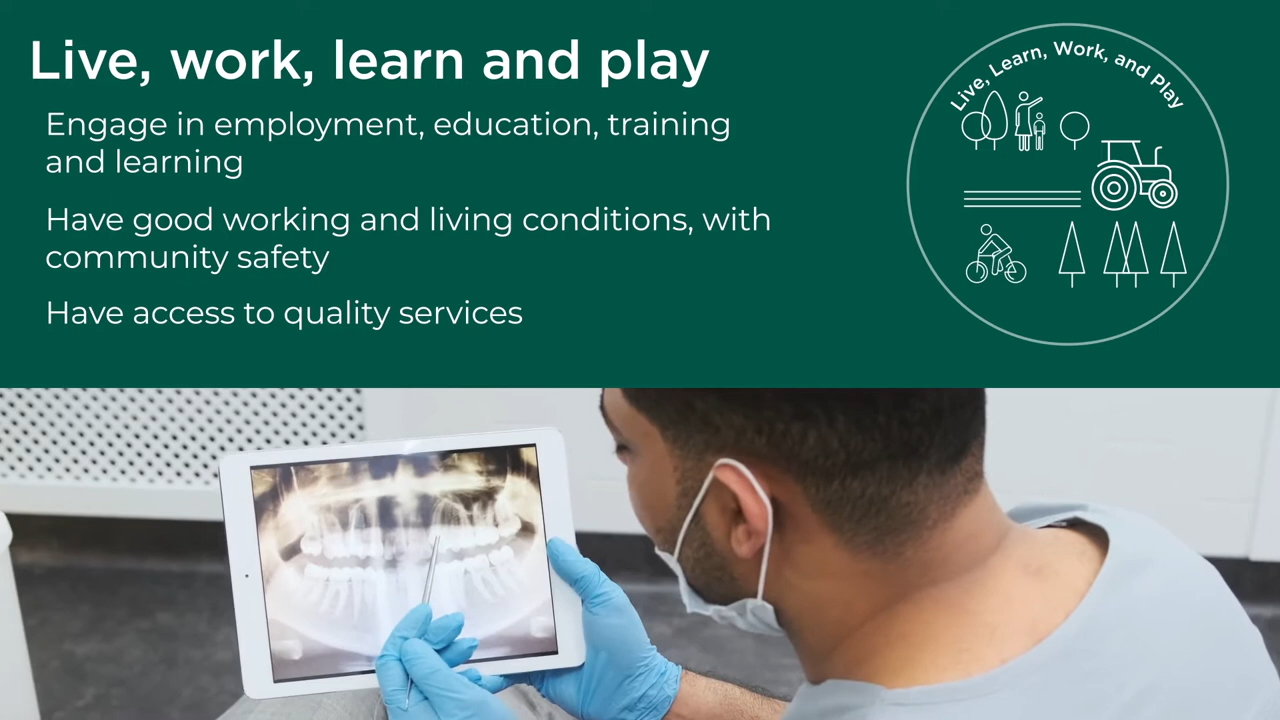 Live, work, learn and play
Engage in employment, education, training
and learning
Have good working and living conditions, with
community safety
Have access to quality services
Live, Learn, Work, and Play